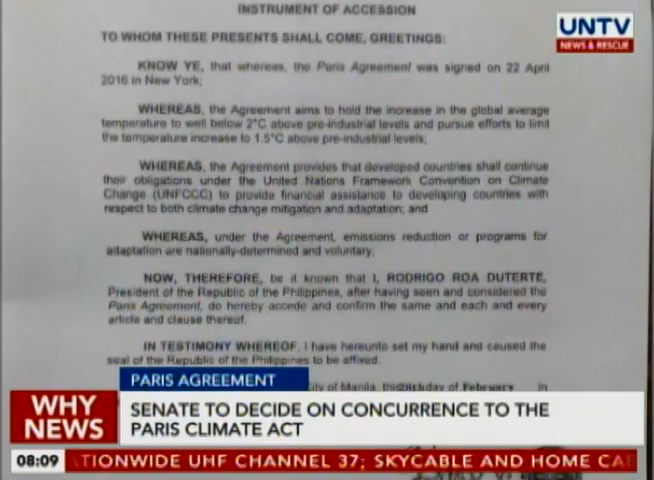 INSTRUMENT OF ACCESSION
UNTV
NEWS & RESCUE
TO WHOM THESE PRESENTS SHALL COME, GREETINGS:
KNOW YE, that whereas, the Paris Agreement was signed on 22 April
2016 in New York;
WHEREAS, the Agreement aims to hold the increase in the global average
temperature to well below 2°C above pre-industrial levels and pursue efforts to limit
the temperature increase to 1.5°C above pre-industrial levels;
WHEREAS, the Agreement provides that developed countries shall continue
their obligations under the United Nations Framework Convention on Climate
Change (UNFCCC) to provide financial assistance to developing countries with
respect to both climate change mitigation and adaptation; and
WHEREAS, under the Agreement, emissions reduction or programs for
adaptation are nationally-determined and voluntary;
NOW, THEREFORE, be it known that I, RODRIGO ROA DUTERTE,
President of the Republic of the Philippines, after having seen and considered the
Paris Agreement, do hereby accede and confirm the same and each and every
article and clause thereof.
IN TESTIMONY WHEREOF, I have hereunto set my hand and caused the
seal of the Republic of the Philippines to be affixed.
City of Manila, this 28th day of February in
PARIS AGREEMENT
WHY
NEWS
SENATE TO DECIDE ON CONCURRENCE TO THE
PARIS CLIMATE ACT
08:09
ATIONWIDE UHF CHANNEL 37; SKYCABLE AND HOME CA